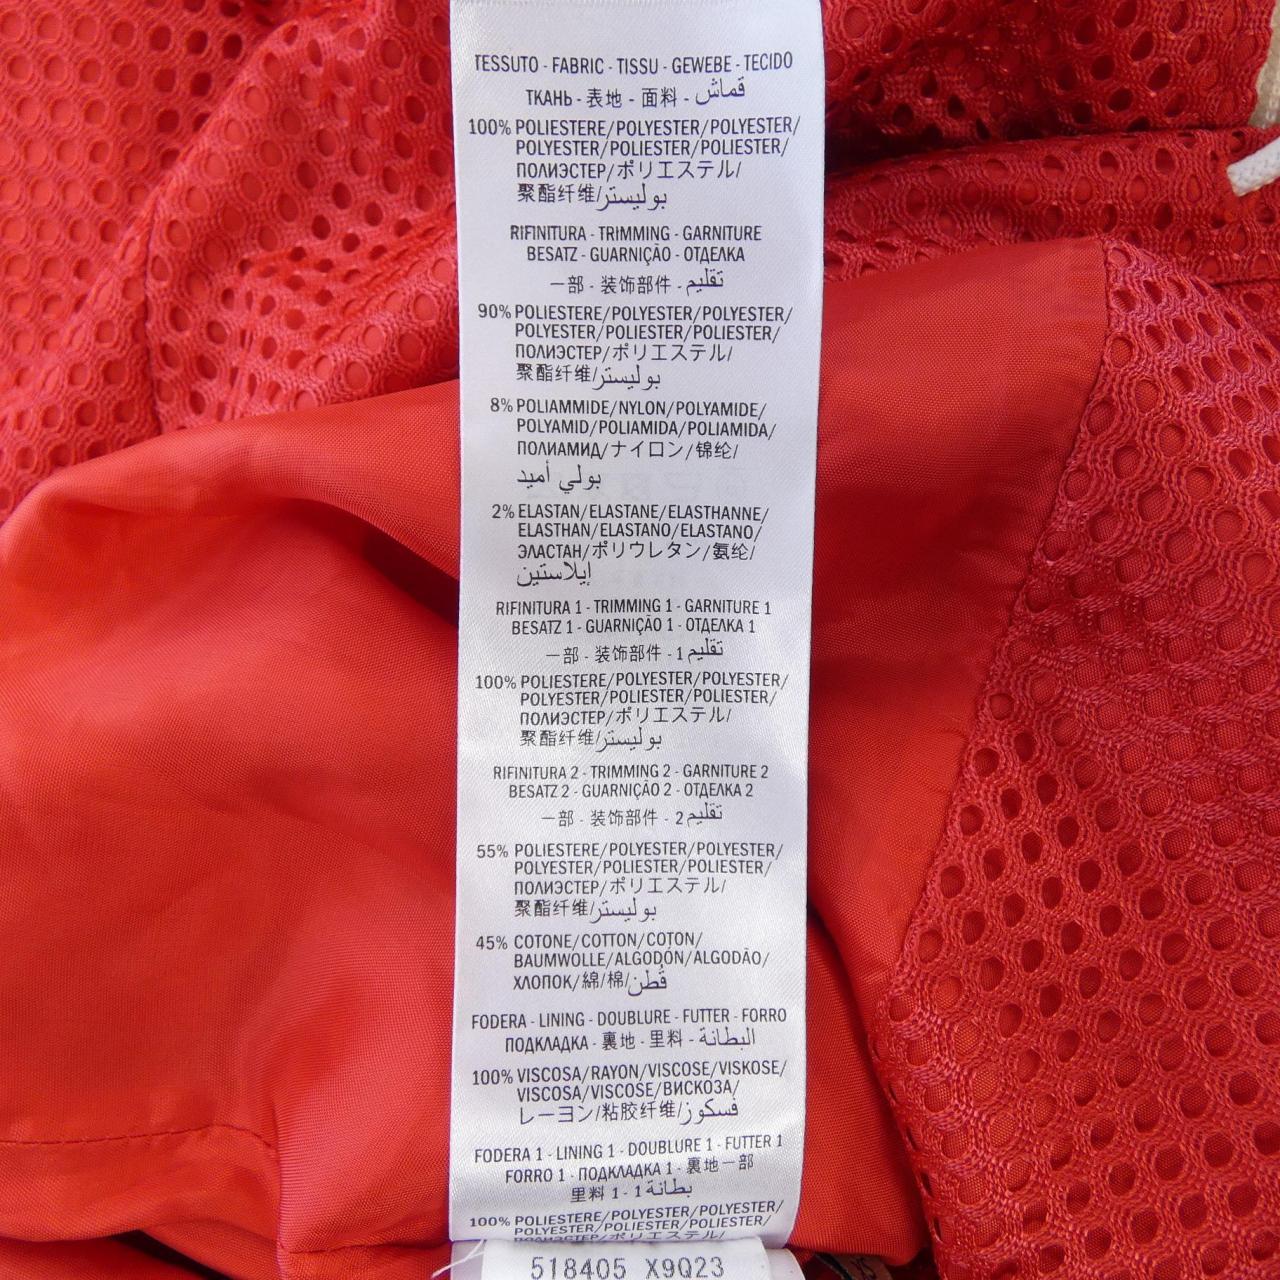 TESSUTO - FABRIC - TISSU - GEWEBE - TECIDO
ТКАНЬ - 表地 - 面料 - قماش
100% POLIESTERE/POLYESTER/POLYESTER/
POLYESTER/POLIESTER/POLIESTER/
ПОЛИЭСТЕР/ポリエステル/
聚酯纤维/بوليستر
RIFINITURA - TRIMMING - GARNITURE
BESATZ - GUARNIÇÃO - ОТДЕЛКА
一部 - 装饰部件 - تقليم
90% POLIESTERE/POLYESTER/POLYESTER/
POLYESTER/POLIESTER/POLIESTER/
ПОЛИЭСТЕР/ポリエステル/
聚酯纤维/بوليستر
8% POLIAMMIDE/NYLON/POLYAMIDE/
POLYAMID/POLIAMIDA/POLIAMIDA/
ПОЛИАМИД/ナイロン/锦纶/
بولي أميد
2% ELASTAN/ELASTANE/ELASTHANNE/
ELASTHAN/ELASTANO/ELASTANO/
ЭЛАСТАН/ポリウレタン/氨纶/
إيلاستين
RIFINITURA 1 - TRIMMING 1 - GARNITURE 1
BESATZ 1 - GUARNIÇÃO 1 - ОТДЕЛКА 1
一部 - 装饰部件 - 1 تقليم
100% POLIESTERE/POLYESTER/POLYESTER/
POLYESTER/POLIESTER/POLIESTER/
ПОЛИЭСТЕР/ポリエステル/
聚酯纤维/بوليستر
RIFINITURA 2 - TRIMMING 2 - GARNITURE 2
BESATZ 2 - GUARNIÇÃO 2 - ОТДЕЛКА 2
一部 - 装饰部件 - 2 تقليم
55% POLIESTERE/POLYESTER/POLYESTER/
POLYESTER/POLIESTER/POLIESTER/
ПОЛИЭСТЕР/ポリエステル/
聚酯纤维/بوليستر
45% COTONE/COTTON/COTON/
BAUMWOLLE/ALGODÓN/ALGODÃO/
ХЛОПОК/綿/棉/قطن
FODERA - LINING - DOUBLURE - FUTTER - FORRO
ПОДКЛАДКА - 裏地 - 里料 - البطانة
100% VISCOSA/RAYON/VISCOSE/VISKOSE/
VISCOSA/VISCOSE/ВИСКОЗА/
レーヨン/粘胶纤维/فسكوز
FODERA 1 - LINING 1 - DOUBLURE 1 - FUTTER 1
FORRO 1 - ПОДКЛАДКА 1 - 裏地一部
里料 1 - 1 بطانة
100% POLIESTERE/POLYESTER/POLYESTER/
POLYESTER/POLIESTER/POLIESTER/
ПОЛИЭСТЕР/ポリエステル/
518405 X9Q23